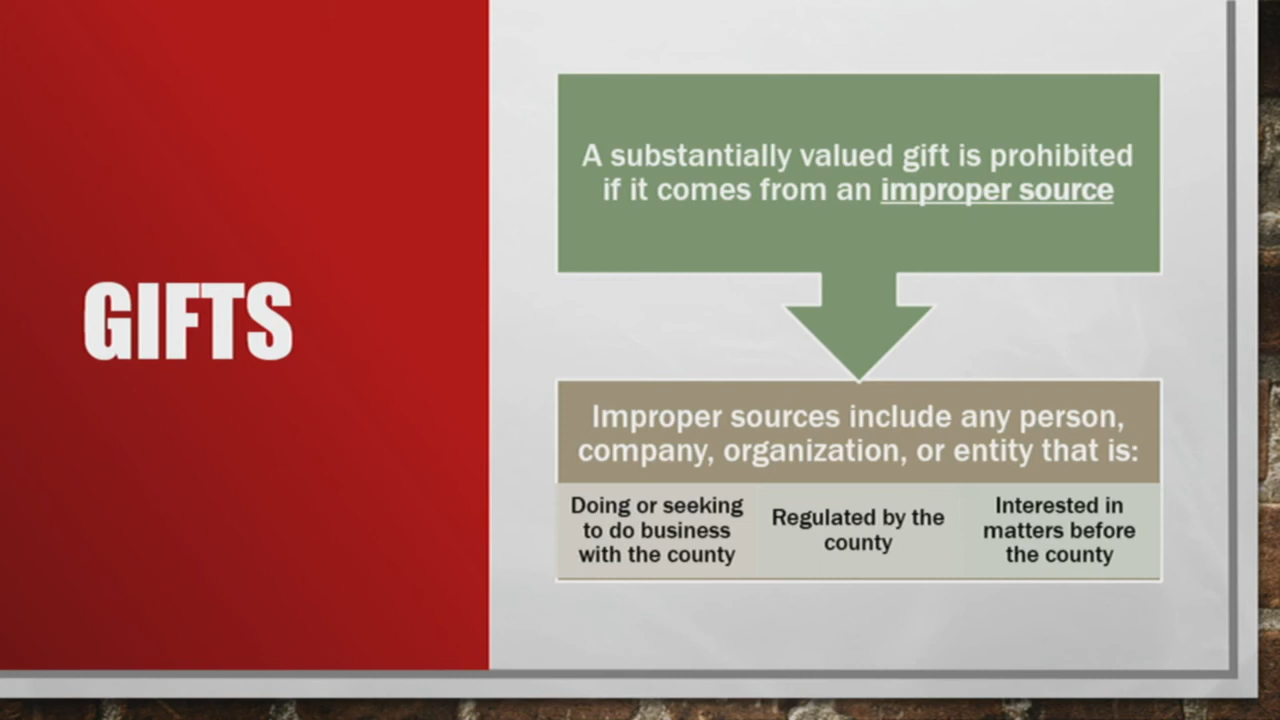 GIFTS
A substantially valued gift is prohibited
if it comes from an improper source
Improper sources include any person,
company, organization, or entity that is:
Doing or seeking
to do business
with the county
Regulated by the
county
Interested in
matters before
the county